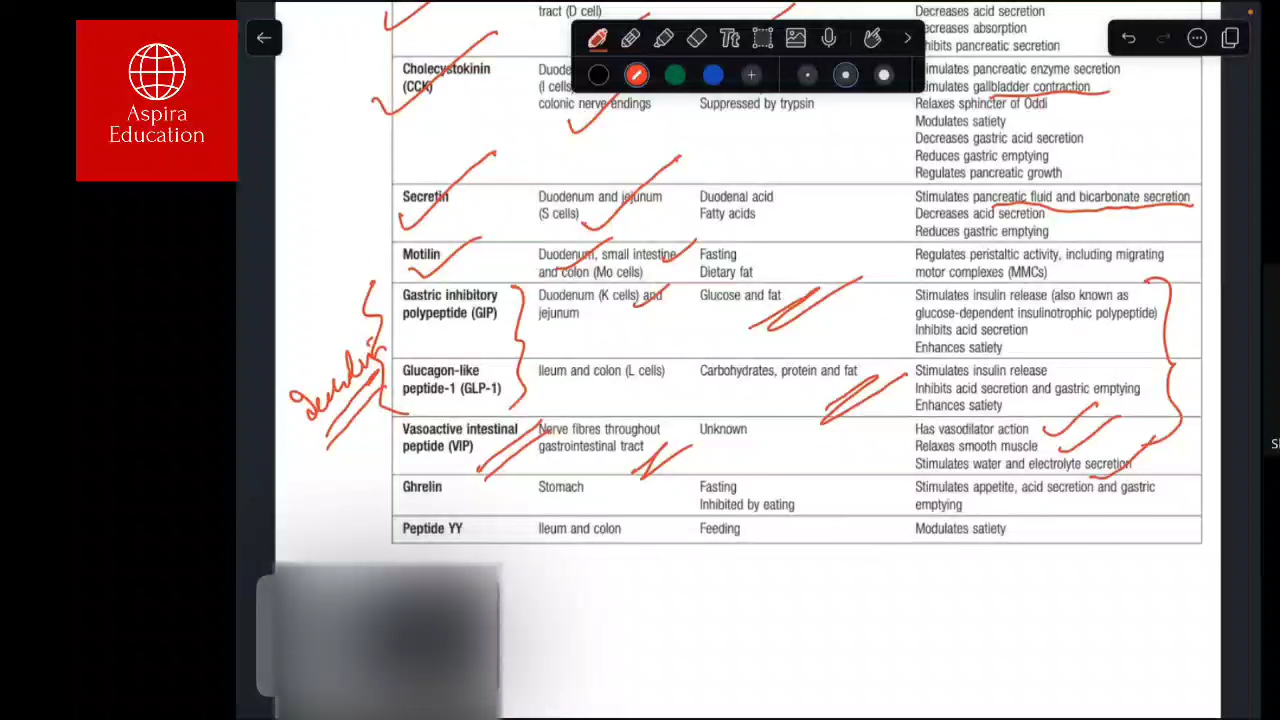 Aspira
Education
tract (D cell)
Decreases acid secretion
Decreases absorption
Inhibits pancreatic secretion
Cholecystokinin
(CCK)
(I cells
colonic nerve endings
Suppressed by trypsin
Stimulates pancreatic enzyme secretion
Stimulates gallbladder contraction
Relaxes sphincter of Oddi
Modulates satiety
Decreases gastric acid secretion
Reduces gastric emptying
Regulates pancreatic growth
Secretin
Duodenum and jejunum
(S cells)
Duodenal acid
Fatty acids
Stimulates pancreatic fluid and bicarbonate secretion
Decreases acid secretion
Reduces gastric emptying
Motilin
Duodenum, small intestine
and colon (Mo cells)
Fasting
Dietary fat
Regulates peristaltic activity, including migrating
motor complexes (MMCs)
Gastric inhibitory
polypeptide (GIP)
Duodenum (K cells) and
jejunum
Glucose and fat
Stimulates insulin release (also known as
glucose-dependent insulinotrophic polypeptide)
Inhibits acid secretion
Enhances satiety
Glucagon-like
peptide-1 (GLP-1)
Ileum and colon (L cells)
Carbohydrates, protein and fat
Stimulates insulin release
Inhibits acid secretion and gastric emptying
Enhances satiety
Vasoactive intestinal
peptide (VIP)
Nerve fibres throughout
gastrointestinal tract
Unknown
Has vasodilator action
Relaxes smooth muscle
Stimulates water and electrolyte secretion
Ghrelin
Stomach
Fasting
Inhibited by eating
Stimulates appetite, acid secretion and gastric
emptying
Peptide YY
Ileum and colon
Feeding
Modulates satiety
Tt